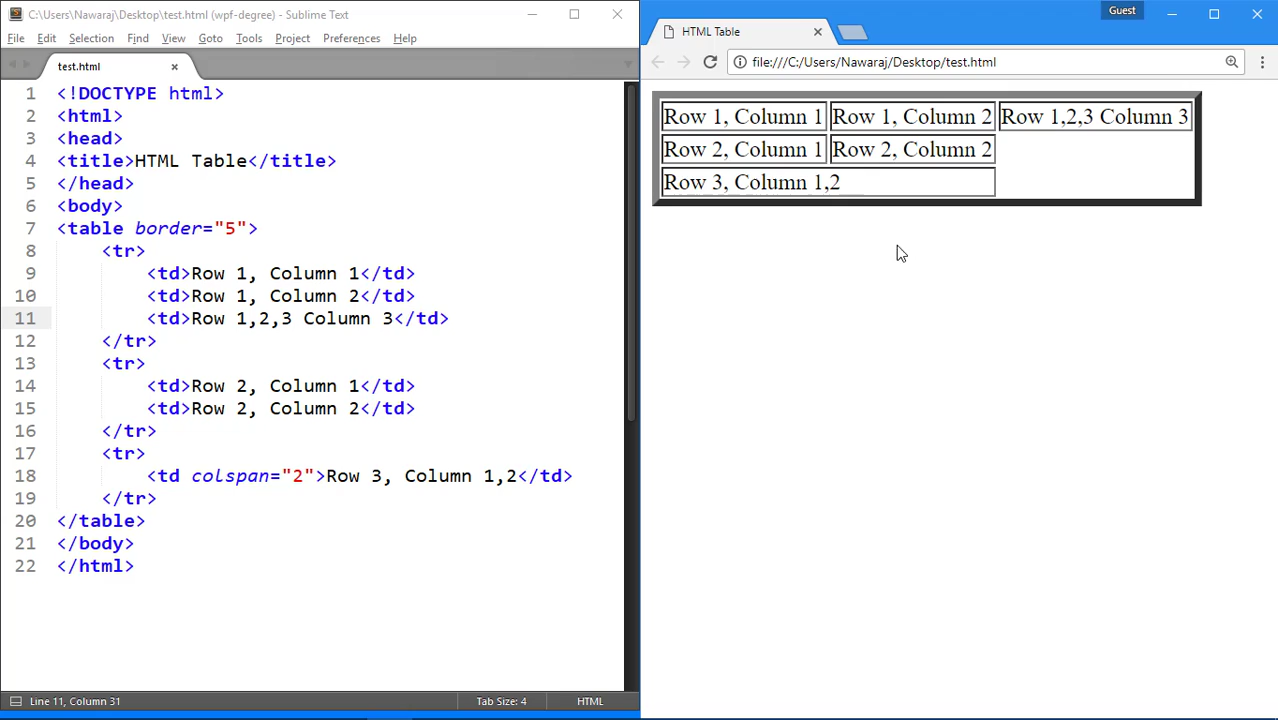 C:\Users\Nawaraj\Desktop\test.html (wpf-degree) - Sublime Text
File Edit Selection Find View Goto Tools Project Preferences Help
test.html
1 <!DOCTYPE html>
2 <html>
3 <head>
4 <title>HTML Table</title>
5 </head>
6 <body>
7 <table border="5">
8 <tr>
9 <td>Row 1, Column 1</td>
10 <td>Row 1, Column 2</td>
11 <td>Row 1,2,3 Column 3</td>
12 </tr>
13 <tr>
14 <td>Row 2, Column 1</td>
15 <td>Row 2, Column 2</td>
16 </tr>
17 <tr>
18 <td colspan="2">Row 3, Column 1,2</td>
19 </tr>
20 </table>
21 </body>
22 </html>
Line 11, Column 31 Tab Size: 4 HTML
Guest
HTML Table
file:///C:/Users/Nawaraj/Desktop/test.html
Row 1, Column 1 Row 1, Column 2 Row 1,2,3 Column 3
Row 2, Column 1 Row 2, Column 2
Row 3, Column 1,2